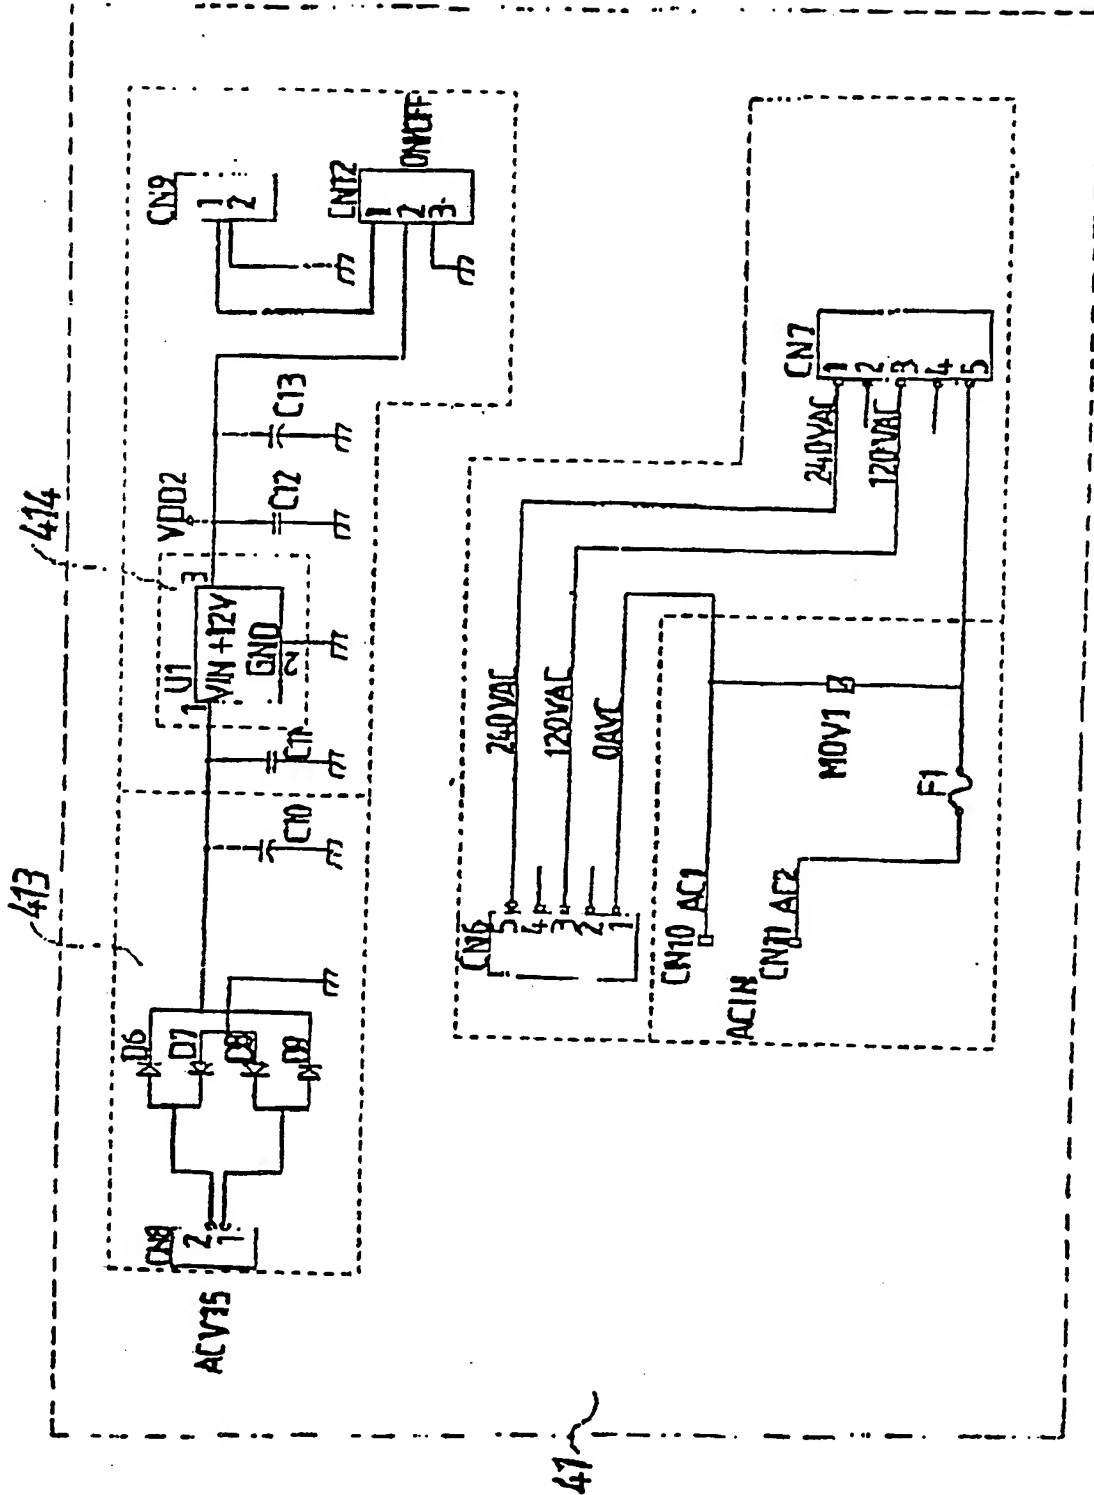 41
413
414
ACV15
CN8
2
1
D6
D7
D8
D9
C10
C11
U1
1
VIN +12V
3
GND
2
VDD2
C12
C13
CN9
1
2
CN12
1
2
3
ON/OFF
CN6
5
4
3
2
1
240VAC
120VAC
0AVC
240VAC
120VAC
CN7
1
2
3
4
5
CN10 AC1
CN11 AC2
ACIN
MOV1
F1